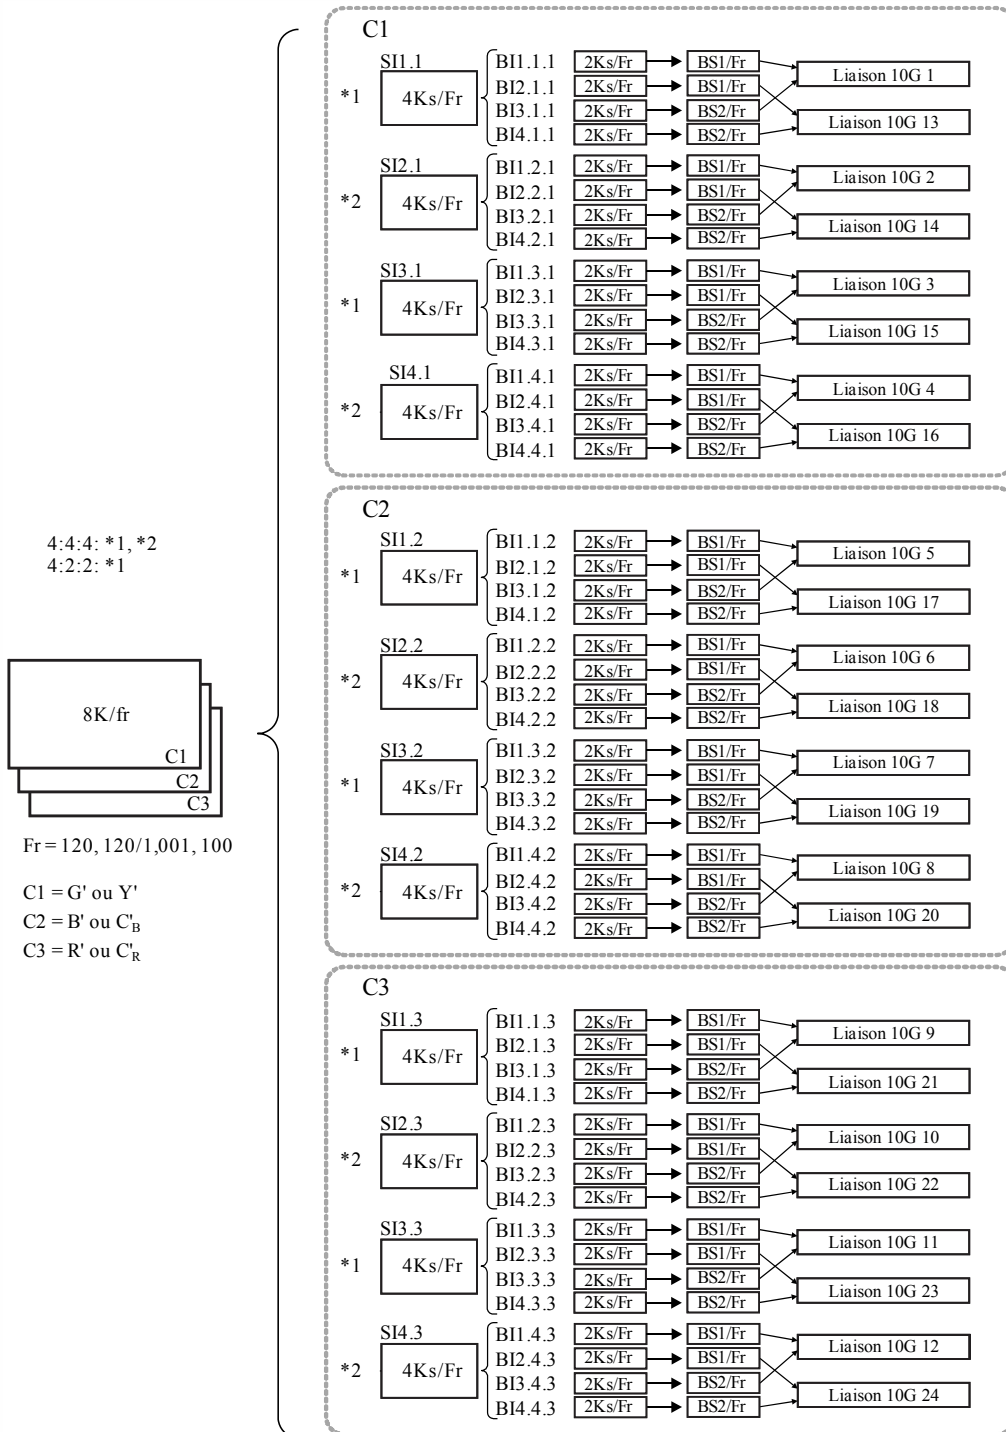 4:4:4: *1, *2
4:2:2: *1
8K/fr
C1
C2
C3
Fr = 120, 120/1,001, 100
C1 = G' ou Y'
C2 = B' ou C'B
C3 = R' ou C'R
C1
*1
SI1.1
4Ks/Fr
BI1.1.1 2Ks/Fr BS1/Fr
BI2.1.1 2Ks/Fr BS1/Fr
BI3.1.1 2Ks/Fr BS2/Fr
BI4.1.1 2Ks/Fr BS2/Fr
Liaison 10G 1
Liaison 10G 13
*2
SI2.1
4Ks/Fr
BI1.2.1 2Ks/Fr BS1/Fr
BI2.2.1 2Ks/Fr BS1/Fr
BI3.2.1 2Ks/Fr BS2/Fr
BI4.2.1 2Ks/Fr BS2/Fr
Liaison 10G 2
Liaison 10G 14
*1
SI3.1
4Ks/Fr
BI1.3.1 2Ks/Fr BS1/Fr
BI2.3.1 2Ks/Fr BS1/Fr
BI3.3.1 2Ks/Fr BS2/Fr
BI4.3.1 2Ks/Fr BS2/Fr
Liaison 10G 3
Liaison 10G 15
*2
SI4.1
4Ks/Fr
BI1.4.1 2Ks/Fr BS1/Fr
BI2.4.1 2Ks/Fr BS1/Fr
BI3.4.1 2Ks/Fr BS2/Fr
BI4.4.1 2Ks/Fr BS2/Fr
Liaison 10G 4
Liaison 10G 16
C2
*1
SI1.2
4Ks/Fr
BI1.1.2 2Ks/Fr BS1/Fr
BI2.1.2 2Ks/Fr BS1/Fr
BI3.1.2 2Ks/Fr BS2/Fr
BI4.1.2 2Ks/Fr BS2/Fr
Liaison 10G 5
Liaison 10G 17
*2
SI2.2
4Ks/Fr
BI1.2.2 2Ks/Fr BS1/Fr
BI2.2.2 2Ks/Fr BS1/Fr
BI3.2.2 2Ks/Fr BS2/Fr
BI4.2.2 2Ks/Fr BS2/Fr
Liaison 10G 6
Liaison 10G 18
*1
SI3.2
4Ks/Fr
BI1.3.2 2Ks/Fr BS1/Fr
BI2.3.2 2Ks/Fr BS1/Fr
BI3.3.2 2Ks/Fr BS2/Fr
BI4.3.2 2Ks/Fr BS2/Fr
Liaison 10G 7
Liaison 10G 19
*2
SI4.2
4Ks/Fr
BI1.4.2 2Ks/Fr BS1/Fr
BI2.4.2 2Ks/Fr BS1/Fr
BI3.4.2 2Ks/Fr BS2/Fr
BI4.4.2 2Ks/Fr BS2/Fr
Liaison 10G 8
Liaison 10G 20
C3
*1
SI1.3
4Ks/Fr
BI1.1.3 2Ks/Fr BS1/Fr
BI2.1.3 2Ks/Fr BS1/Fr
BI3.1.3 2Ks/Fr BS2/Fr
BI4.1.3 2Ks/Fr BS2/Fr
Liaison 10G 9
Liaison 10G 21
*2
SI2.3
4Ks/Fr
BI1.2.3 2Ks/Fr BS1/Fr
BI2.2.3 2Ks/Fr BS1/Fr
BI3.2.3 2Ks/Fr BS2/Fr
BI4.2.3 2Ks/Fr BS2/Fr
Liaison 10G 10
Liaison 10G 22
*1
SI3.3
4Ks/Fr
BI1.3.3 2Ks/Fr BS1/Fr
BI2.3.3 2Ks/Fr BS1/Fr
BI3.3.3 2Ks/Fr BS2/Fr
BI4.3.3 2Ks/Fr BS2/Fr
Liaison 10G 11
Liaison 10G 23
*2
SI4.3
4Ks/Fr
BI1.4.3 2Ks/Fr BS1/Fr
BI2.4.3 2Ks/Fr BS1/Fr
BI3.4.3 2Ks/Fr BS2/Fr
BI4.4.3 2Ks/Fr BS2/Fr
Liaison 10G 12
Liaison 10G 24